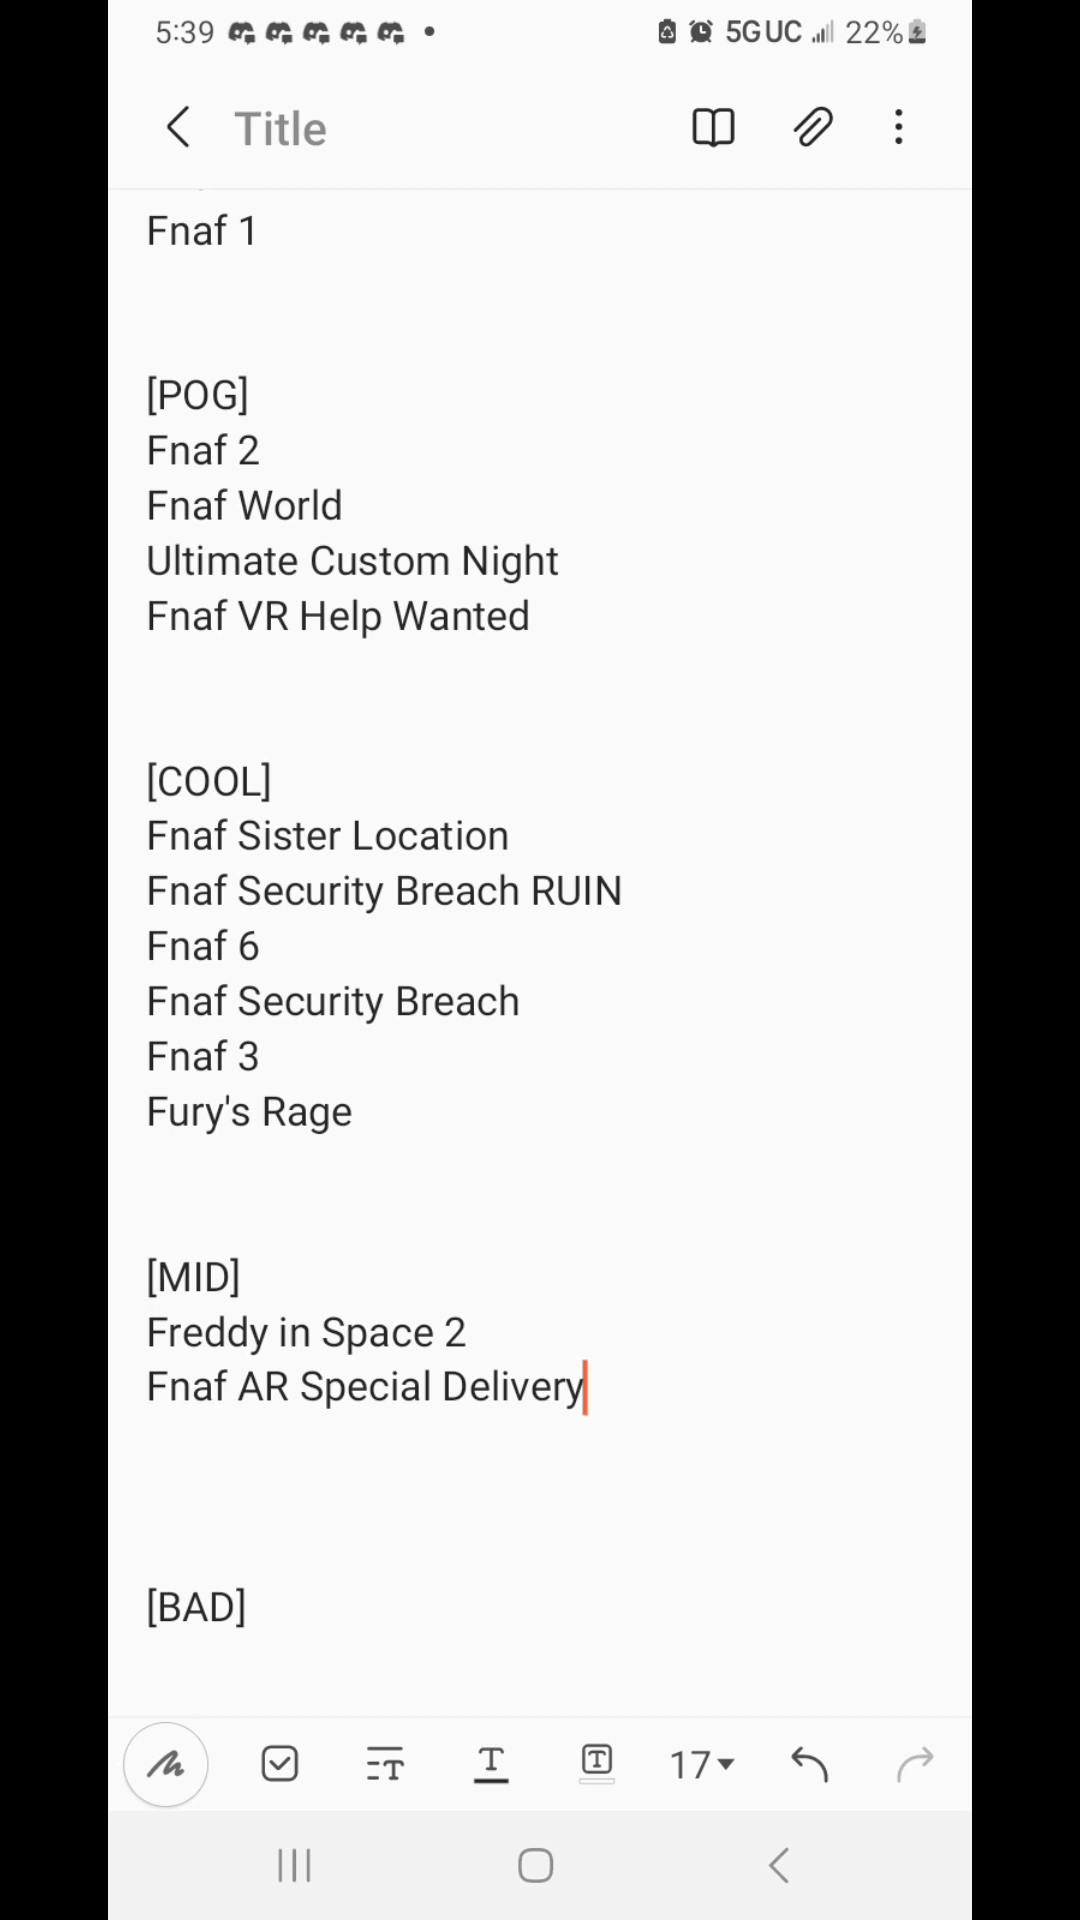 5:39 5G UC 22%
Title
Fnaf 1
[POG]
Fnaf 2
Fnaf World
Ultimate Custom Night
Fnaf VR Help Wanted
[COOL]
Fnaf Sister Location
Fnaf Security Breach RUIN
Fnaf 6
Fnaf Security Breach
Fnaf 3
Fury's Rage
[MID]
Freddy in Space 2
Fnaf AR Special Delivery
[BAD]
17